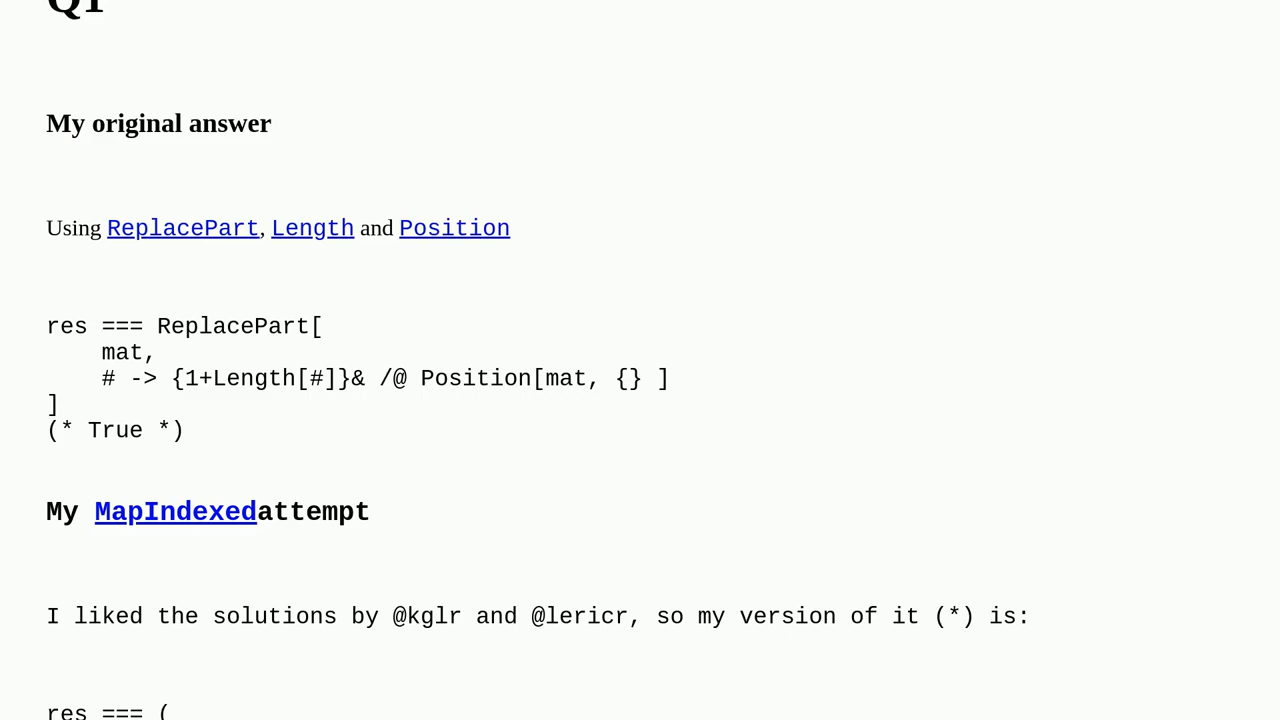 Q1
My original answer
Using ReplacePart, Length and Position
res === ReplacePart[
    mat,
    # -> {1+Length[#]}& /@ Position[mat, {} ]
]
(* True *)
My MapIndexedattempt
I liked the solutions by @kglr and @lericr, so my version of it (*) is:
res === (